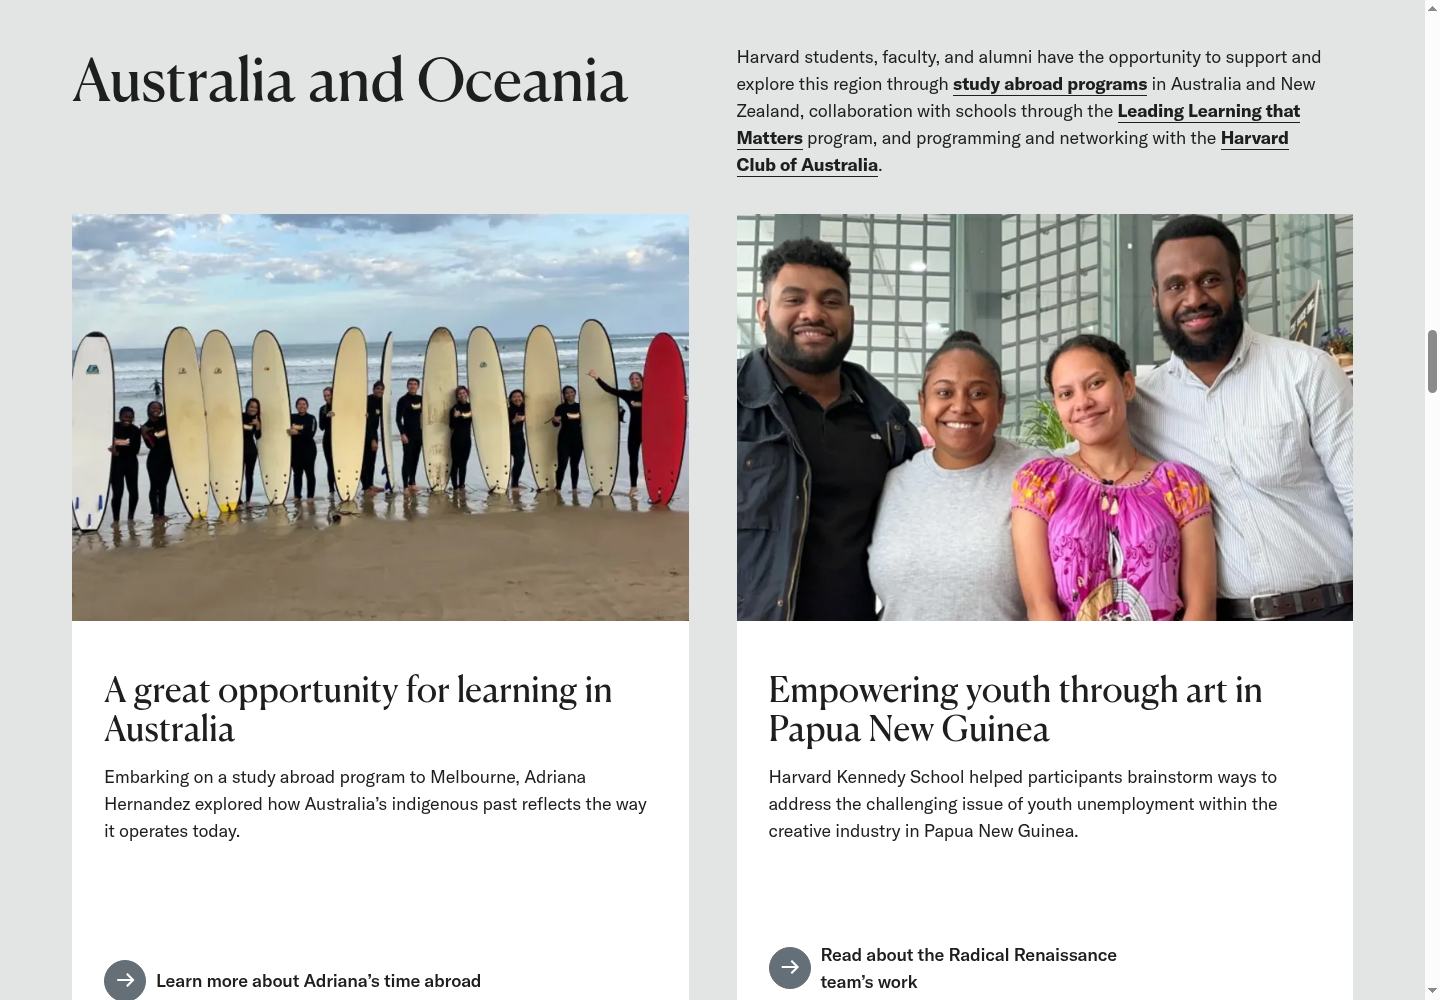 Australia and Oceania
Harvard students, faculty, and alumni have the opportunity to support and
explore this region through study abroad programs in Australia and New
Zealand, collaboration with schools through the Leading Learning that
Matters program, and programming and networking with the Harvard
Club of Australia.
A great opportunity for learning in
Australia
Embarking on a study abroad program to Melbourne, Adriana
Hernandez explored how Australia’s indigenous past reflects the way
it operates today.
Learn more about Adriana’s time abroad
Empowering youth through art in
Papua New Guinea
Harvard Kennedy School helped participants brainstorm ways to
address the challenging issue of youth unemployment within the
creative industry in Papua New Guinea.
Read about the Radical Renaissance
team’s work